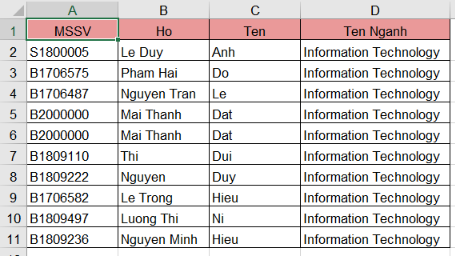 A B C D
1 MSSV Ho Ten Ten Nganh
2 S1800005 Le Duy Anh Information Technology
3 B1706575 Pham Hai Do Information Technology
4 B1706487 Nguyen Tran Le Information Technology
5 B2000000 Mai Thanh Dat Information Technology
6 B2000000 Mai Thanh Dat Information Technology
7 B1809110 Thi Dui Information Technology
8 B1809222 Nguyen Duy Information Technology
9 B1706582 Le Trong Hieu Information Technology
10 B1809497 Luong Thi Ni Information Technology
11 B1809236 Nguyen Minh Hieu Information Technology